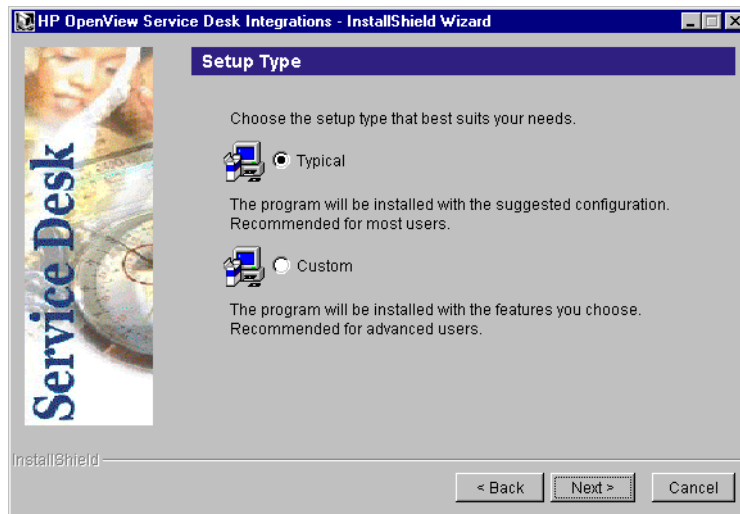 HP OpenView Service Desk Integrations - InstallShield Wizard
Setup Type
Service Desk
Choose the setup type that best suits your needs.
Typical
The program will be installed with the suggested configuration.
Recommended for most users.
Custom
The program will be installed with the features you choose.
Recommended for advanced users.
InstallShield
< Back
Next >
Cancel